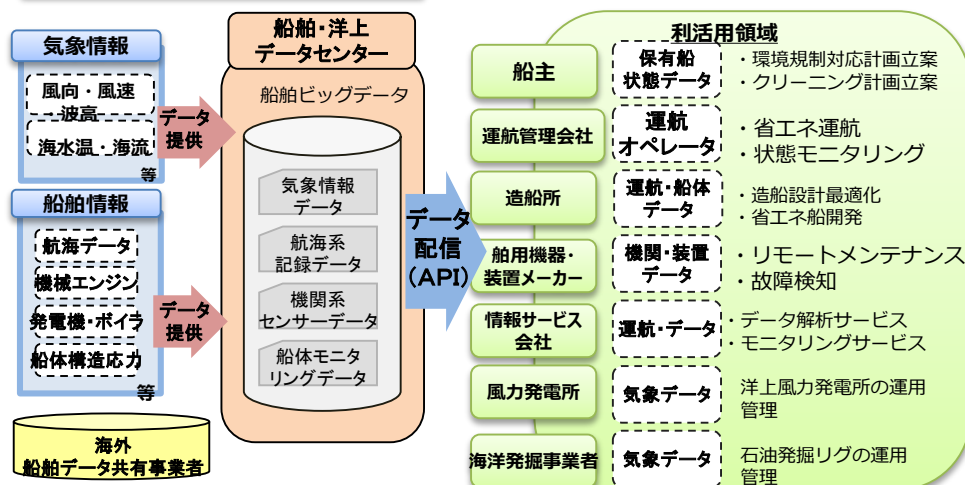 気象情報
風向・風速
・波高
海水温・海流
等
データ
提供
船舶情報
航海データ
機械エンジン
発電機・ボイラ
船体構造応力
等
データ
提供
海外
船舶データ共有事業者
船舶・洋上
データセンター
船舶ビッグデータ
気象情報
データ
航海系
記録データ
機関系
センサーデータ
船体モニタ
リングデータ
データ
配信
(API)
利活用領域
船主
保有船
状態データ
・環境規制対応計画立案
・クリーニング計画立案
運航管理会社
運航
オペレータ
・省エネ運航
・状態モニタリング
造船所
運航・船体
データ
・造船設計最適化
・省エネ船開発
舶用機器・
装置メーカー
機関・装置
データ
・リモートメンテナンス
・故障検知
情報サービス
会社
運航・データ
・データ解析サービス
・モニタリングサービス
風力発電所
気象データ
洋上風力発電所の運用
管理
海洋発掘事業者
気象データ
石油発掘リグの運用
管理